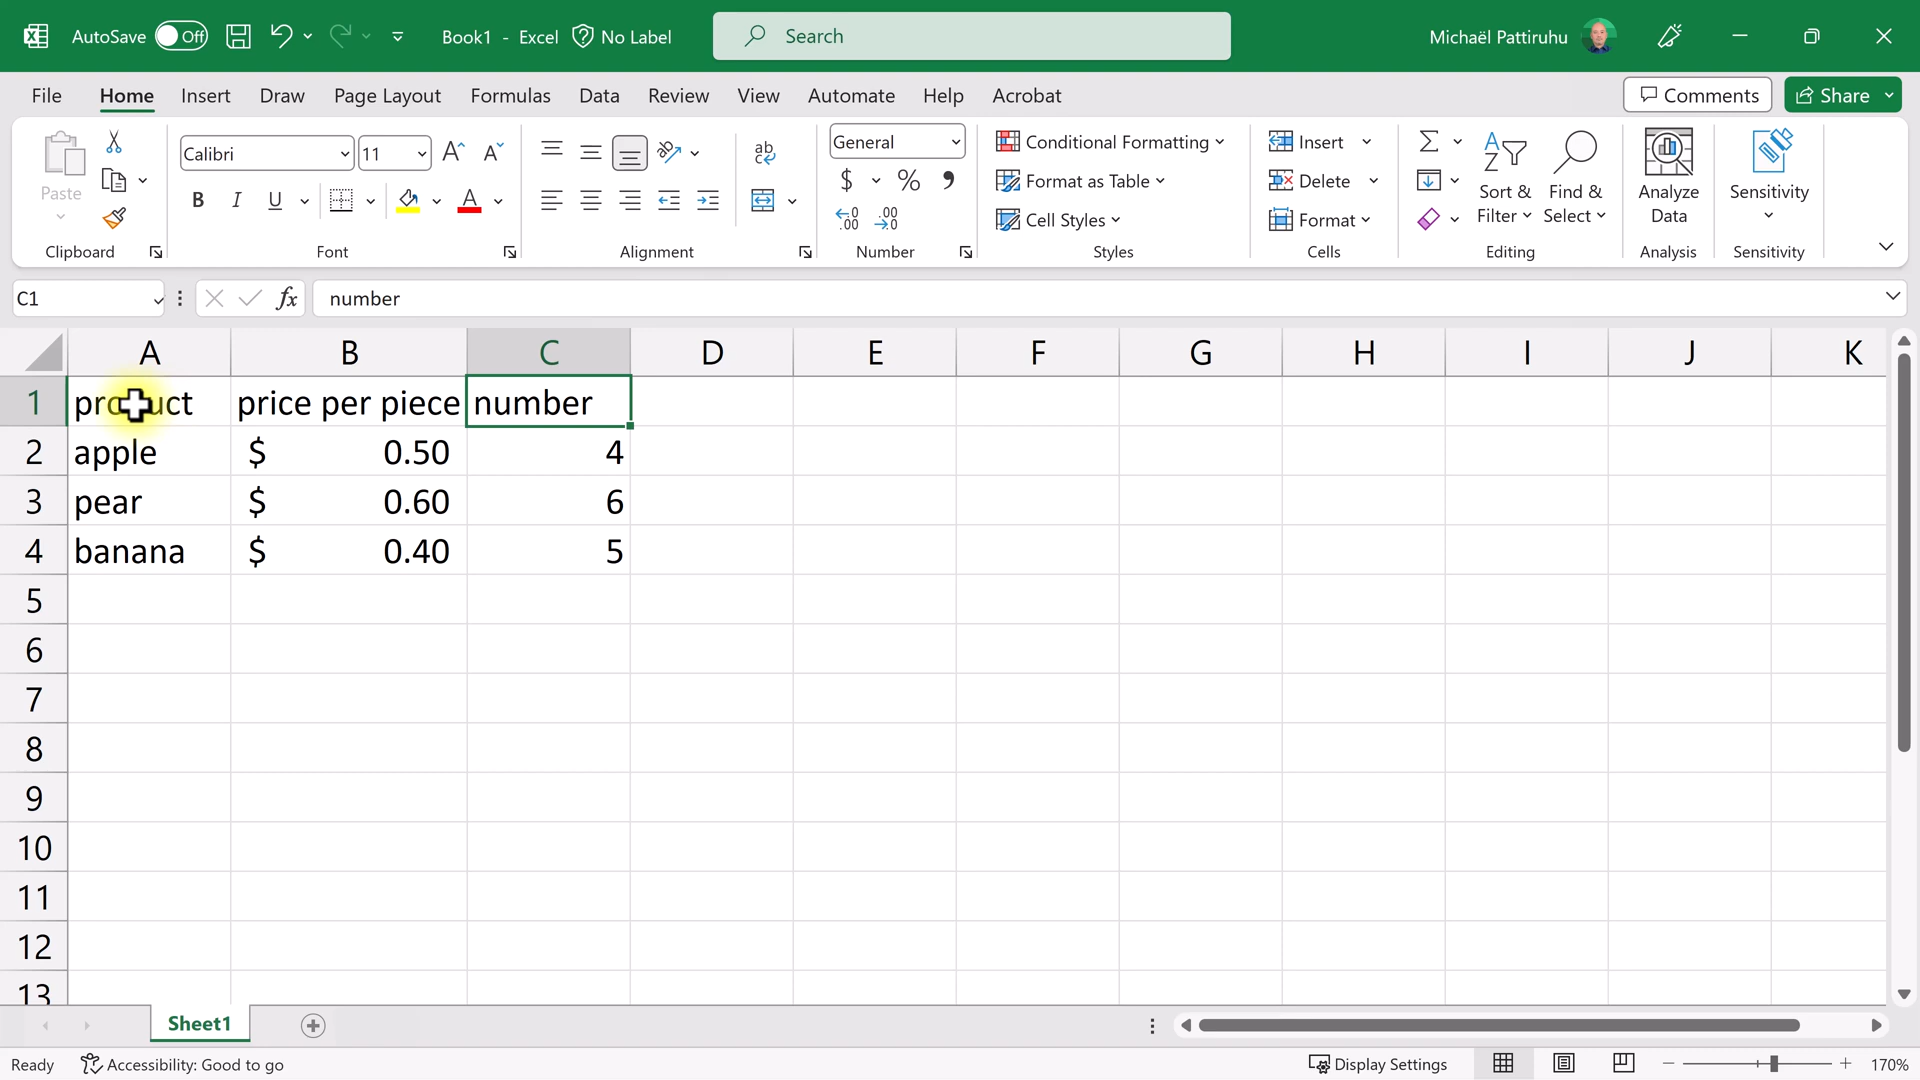 AutoSave Off Book1 - Excel No Label Search Michaël Pattiruhu
File Home Insert Draw Page Layout Formulas Data Review View Automate Help Acrobat Comments Share
Paste
Clipboard
Calibri 11
B I U A
Font
ab
Alignment
General
$ % ,
Number
Conditional Formatting
Format as Table
Cell Styles
Styles
Insert
Delete
Format
Cells
Sort & Filter
Find & Select
Editing
Analyze Data
Analysis
Sensitivity
Sensitivity
C1 fx number
A B C D E F G H I J K
1 product price per piece number
2 apple $ 0.50 4
3 pear $ 0.60 6
4 banana $ 0.40 5
5
6
7
8
9
10
11
12
13
Sheet1
Ready Accessibility: Good to go Display Settings 170%